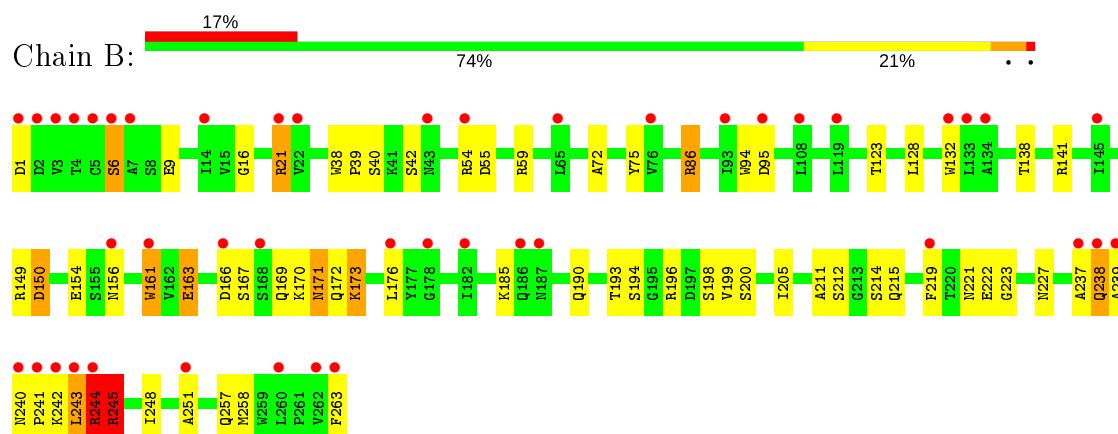 17%
Chain B:
74% 21% • •
D1 D2 V3 T4 C5 S6 A7 S8 E9 I14 V15 G16 R21 V22 W38 P39 S40 K41 S42 N43 R54 D55 R59 L65 A72 Y75 V76 R86 I93 W94 D95 L108 L119 T123 L128 W132 L133 A134 T138 R141 I145
R149 D150 E154 S155 N156 W161 V162 E163 D166 S167 S168 Q169 K170 N171 Q172 K173 L176 Y177 G178 I182 K185 Q186 N187 Q190 T193 S194 G195 R196 D197 S198 V199 S200 I205 A211 S212 G213 S214 Q215 F219 T220 N221 E222 G223 N227 A237 Q238 A239
N240 P241 K242 L243 R244 R245 I248 A251 Q257 M258 W259 L260 P261 V262 F263